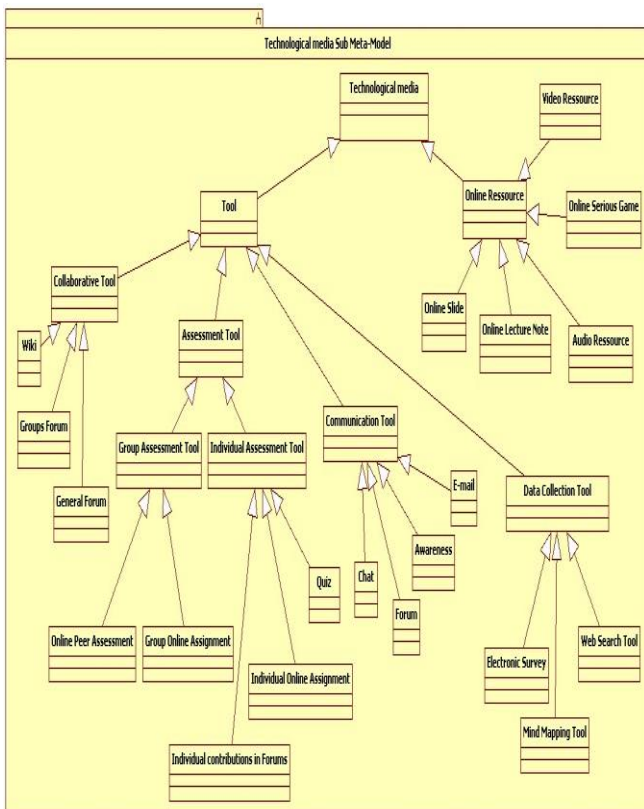 Technological media Sub Meta-Model
Technological media
Video Ressource
Tool
Online Ressource
Online Serious Game
Collaborative Tool
Online Slide
Online Lecture Note
Audio Ressource
Wiki
Assessment Tool
Groups Forum
Group Assessment Tool
Individual Assessment Tool
Communication Tool
General Forum
E-mail
Data Collection Tool
Awareness
Quiz
Chat
Forum
Online Peer Assessment
Group Online Assignment
Individual Online Assignment
Electronic Survey
Web Search Tool
Mind Mapping Tool
Individual contributions in Forums